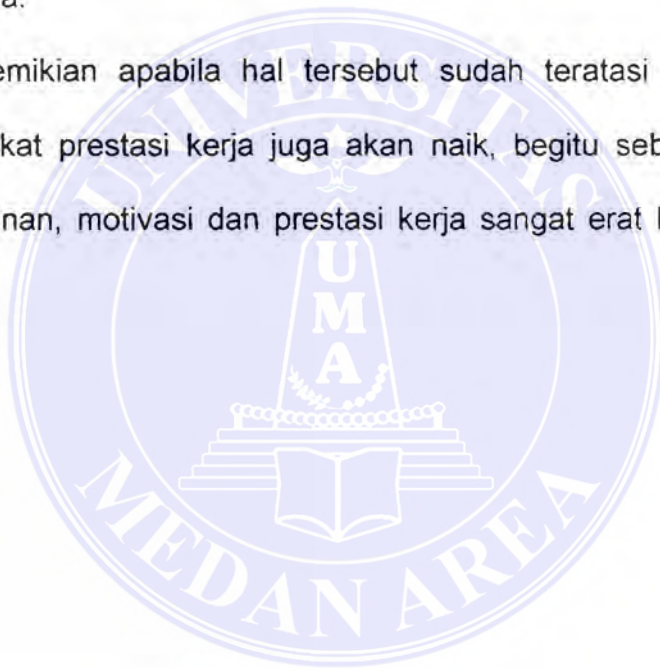 a.
emikian apabila hal tersebut sudah teratasi
kat prestasi kerja juga akan naik, begitu seb
nan, motivasi dan prestasi kerja sangat erat
UNIVERSITAS
UMA
MEDAN AREA